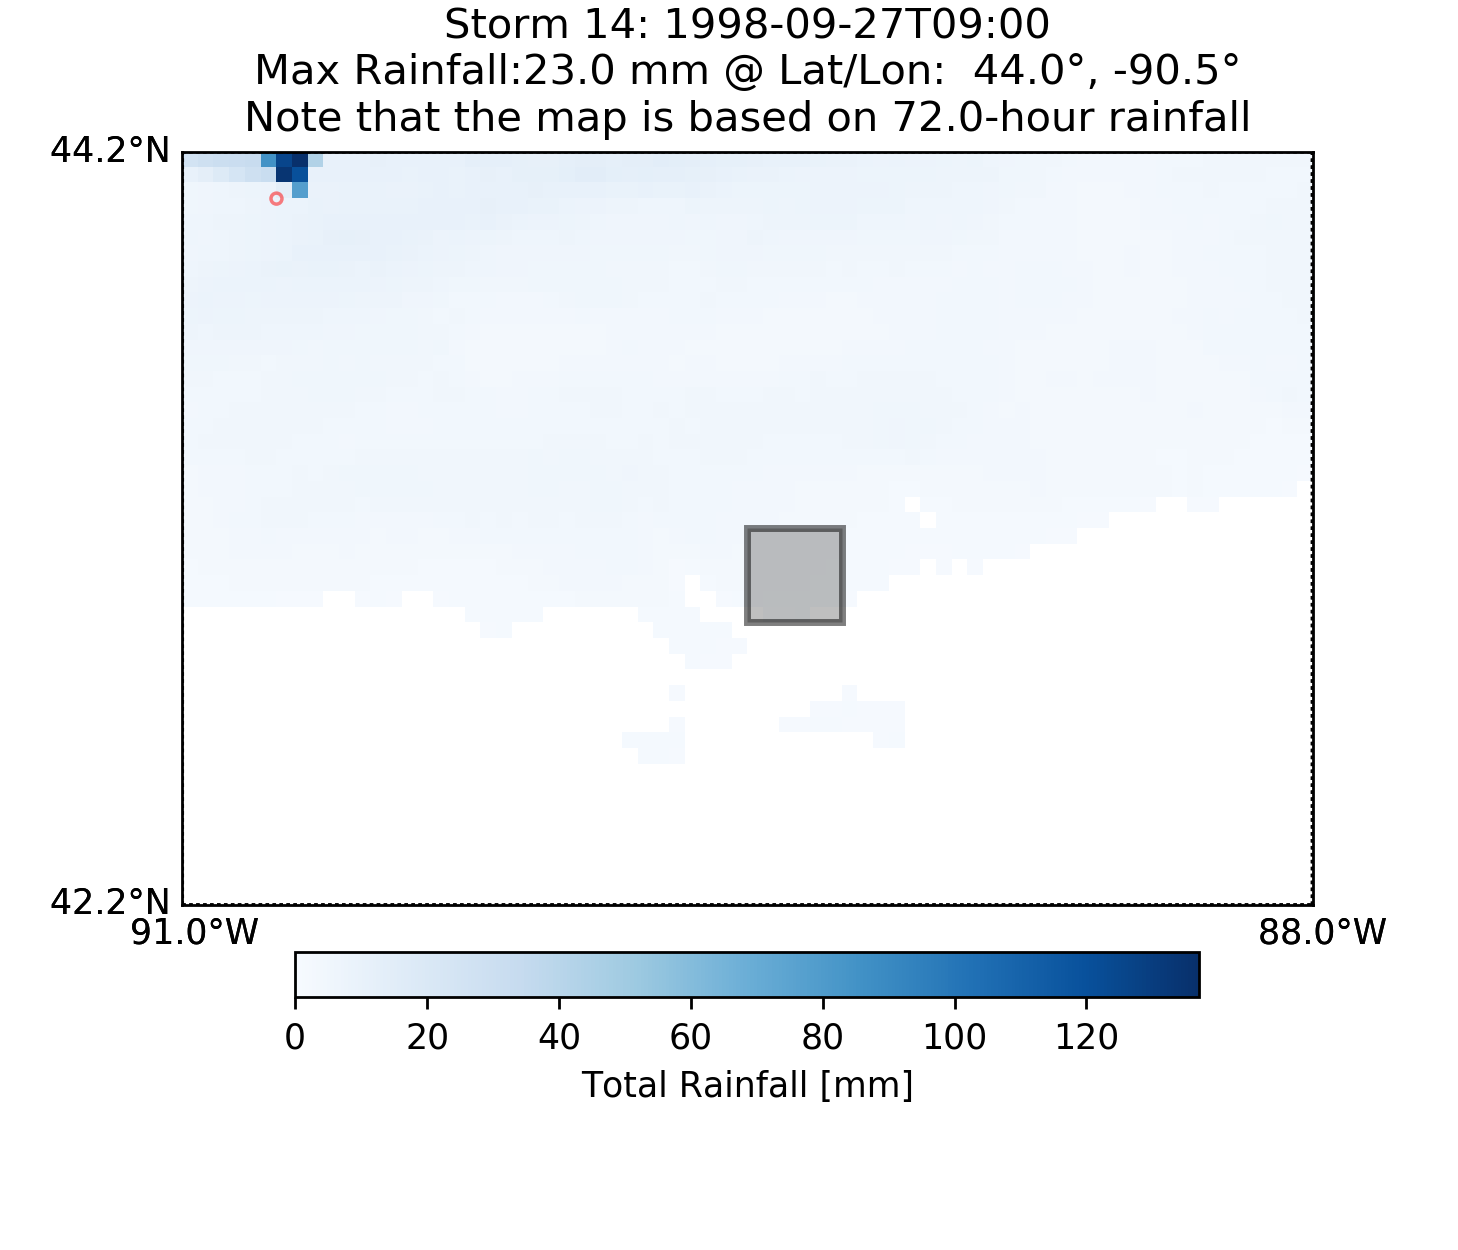 Storm 14: 1998-09-27T09:00
Max Rainfall:23.0 mm @ Lat/Lon:  44.0°, -90.5°
Note that the map is based on 72.0-hour rainfall
44.2°N
42.2°N
91.0°W 88.0°W
0 20 40 60 80 100 120
Total Rainfall [mm]